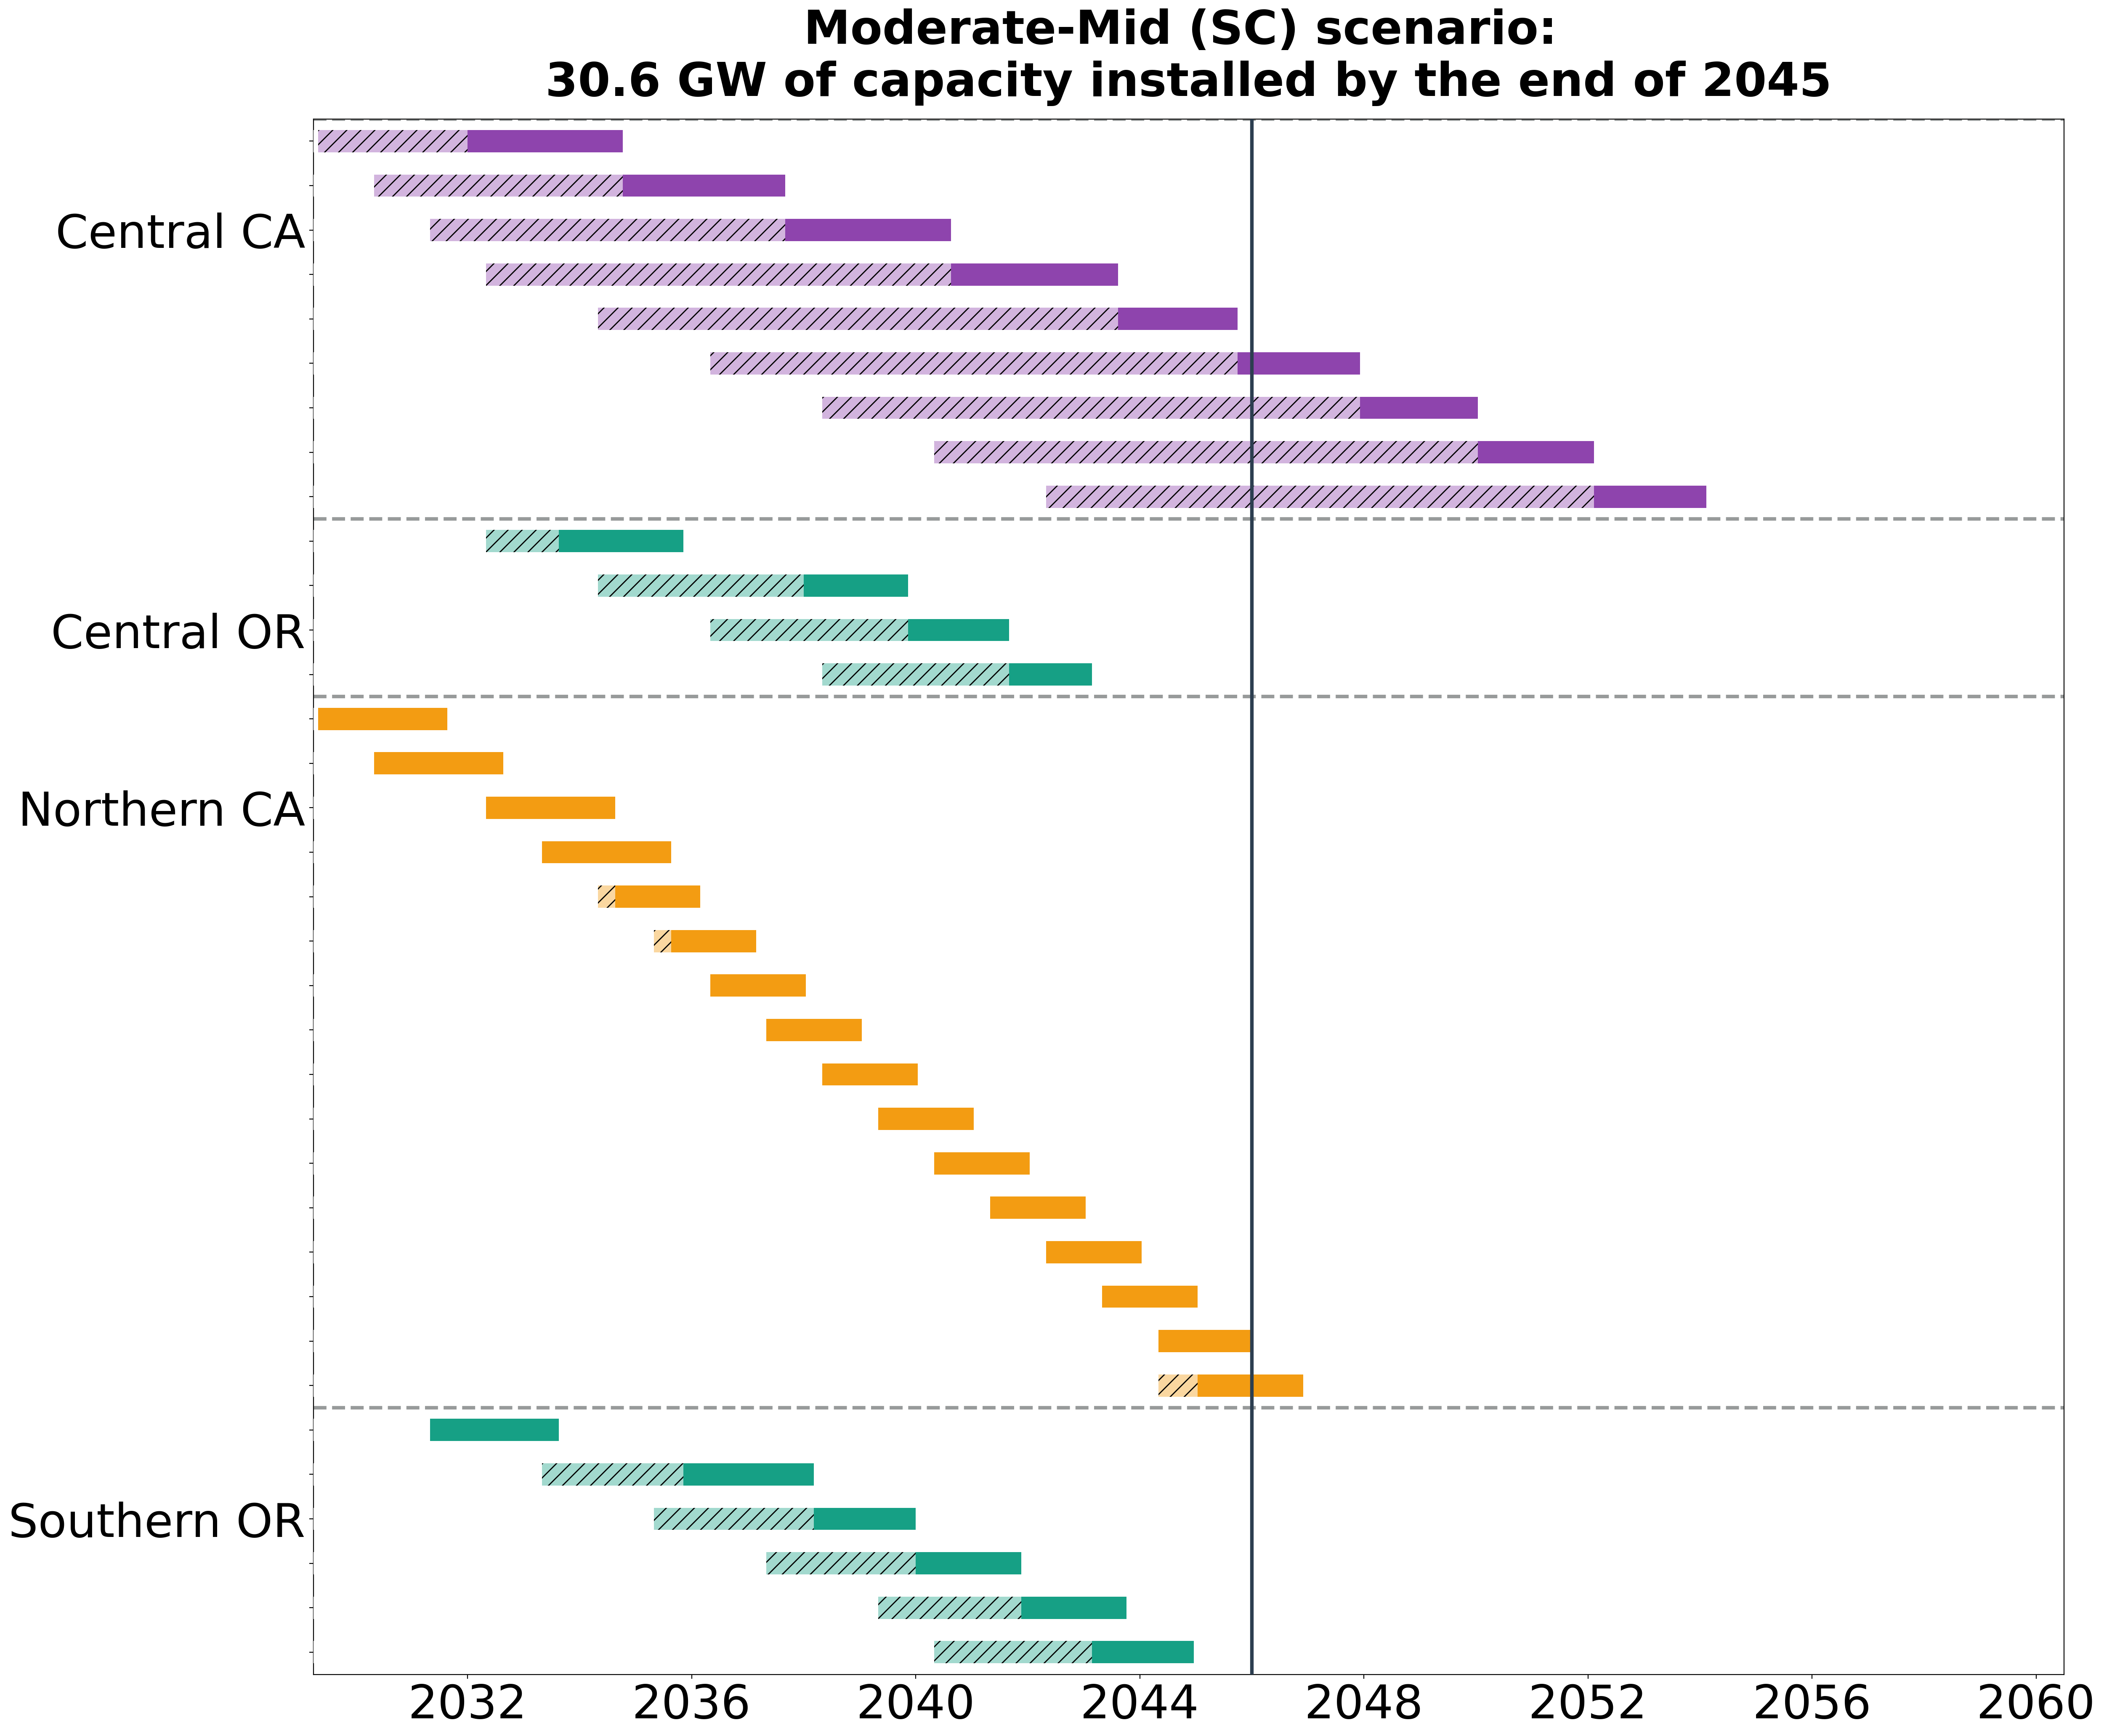 Moderate-Mid (SC) scenario:
30.6 GW of capacity installed by the end of 2045
Central CA
Central OR
Northern CA
Southern OR
2032 2036 2040 2044 2048 2052 2056 2060